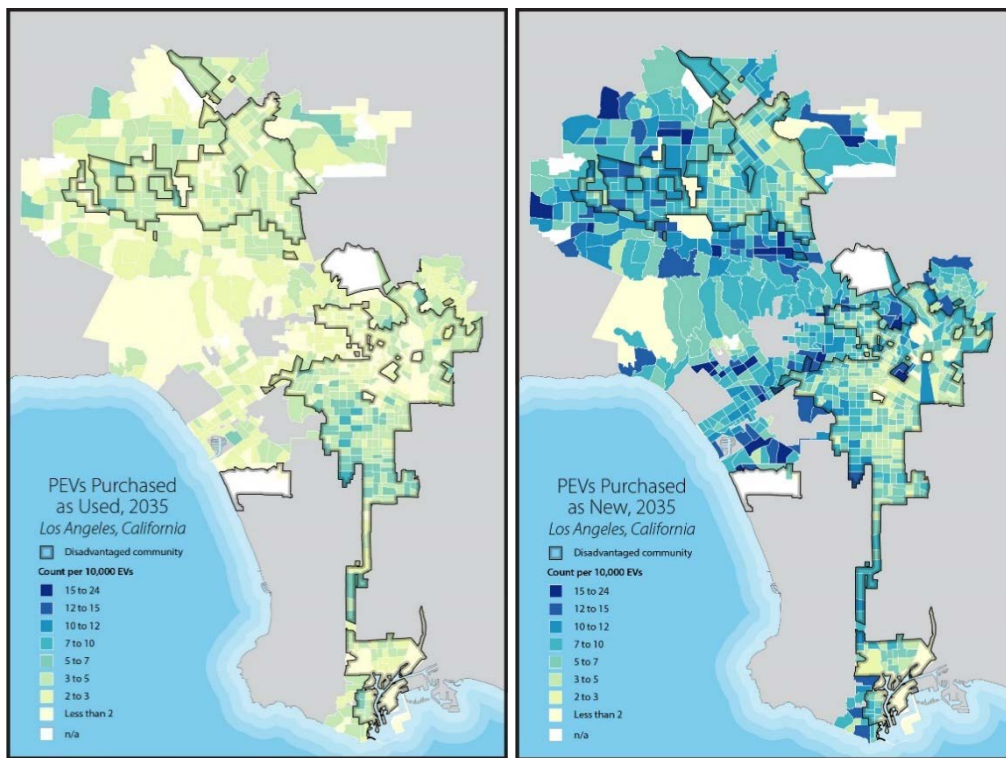 PEVs Purchased
as Used, 2035
Los Angeles, California
Disadvantaged community
Count per 10,000 EVs
15 to 24
12 to 15
10 to 12
7 to 10
5 to 7
3 to 5
2 to 3
Less than 2
n/a
PEVs Purchased
as New, 2035
Los Angeles, California
Disadvantaged community
Count per 10,000 EVs
15 to 24
12 to 15
10 to 12
7 to 10
5 to 7
3 to 5
2 to 3
Less than 2
n/a